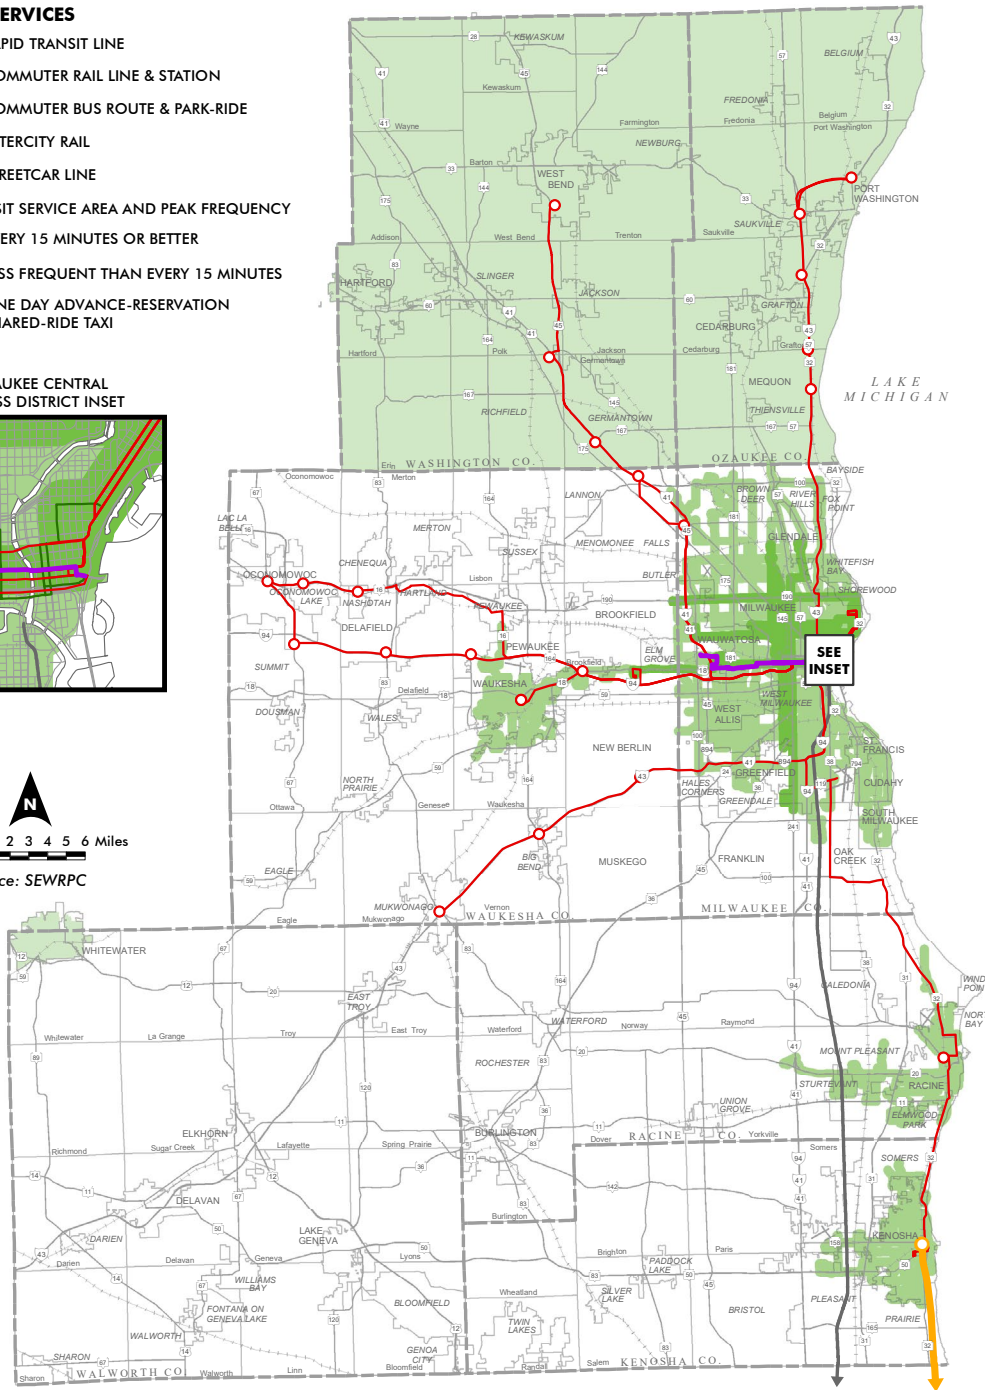 SERVICES
APID TRANSIT LINE
OMMUTER RAIL LINE & STATION
OMMUTER BUS ROUTE & PARK-RIDE
TERCITY RAIL
REETCAR LINE
SIT SERVICE AREA AND PEAK FREQUENCY
ERY 15 MINUTES OR BETTER
SS FREQUENT THAN EVERY 15 MINUTES
NE DAY ADVANCE-RESERVATION
HARED-RIDE TAXI
AUKEE CENTRAL
SS DISTRICT INSET
N
2 3 4 5 6 Miles
ce: SEWRPC
KEWASKUM
Kewaskum
BELGIUM
FREDONIA
Fredonia
Belgium
Port Washington
Wayne
Farmington
NEWBURG
Barton
WEST
BEND
PORT
WASHINGTON
SAUKVILLE
Saukville
Addison
West Bend
Trenton
HARTFORD
SLINGER
JACKSON
GRAFTON
CEDARBURG
Grafton
Hartford
Polk
Jackson
Germantown
Cedarburg
MEQUON
LAKE
MICHIGAN
RICHFIELD
GERMANTOWN
THIENSVILLE
Erin
WASHINGTON CO.
OZAUKEE CO.
BAYSIDE
Oconomowoc
Merton
LANNON
BROWN
DEER
RIVER
HILLS
FOX
POINT
LAC LA
BELLE
MERTON
SUSSEX
MENOMONEE FALLS
GLENDALE
CHENEQUA
OCONOMOWOC
OCONOMOWOC
LAKE
NASHOTAH
HARTLAND
Lisbon
PEWAUKEE
BUTLER
WHITEFISH
BAY
SHOREWOOD
BROOKFIELD
MILWAUKEE
DELAFIELD
PEWAUKEE
Brookfield
ELM
GROVE
WAUWATOSA
SEE
INSET
SUMMIT
WAUKESHA
Delafield
DOUSMAN
WALES
WEST
MILWAUKEE
WEST
ALLIS
NEW BERLIN
ST.
FRANCIS
NORTH
PRAIRIE
HALES
CORNERS
GREENFIELD
GREENDALE
CUDAHY
Ottawa
Genesee
Waukesha
SOUTH
MILWAUKEE
EAGLE
BIG
BEND
MUSKEGO
FRANKLIN
OAK
CREEK
MUKWONAGO
Eagle
Mukwonago
Vernon
WAUKESHA CO.
MILWAUKEE CO.
WHITEWATER
EAST
TROY
CALEDONIA
WIND
POIN
NOR
BAY
Whitewater
La Grange
Troy
East Troy
Waterford
WATERFORD
Norway
Raymond
ROCHESTER
MOUNT PLEASANT
STURTEVANT
RACINE
ELMWOOD
PARK
UNION
GROVE
ELKHORN
BURLINGTON
Dover
RACINE CO.
Yorkville
Richmond
Sugar Creek
Lafayette
Spring Prairie
Somers
SOMERS
DELAVAN
Burlington
LAKE
GENEVA
DARIEN
Darien
Delavan
Geneva
Lyons
Brighton
Paris
KENOSHA
WILLIAMS
BAY
PADDOCK
LAKE
BLOOMFIELD
Wheatland
SILVER
LAKE
FONTANA ON
GENEVA LAKE
BRISTOL
PLEASANT
PRAIRIE
WALWORTH
TWIN
LAKES
GENOA
CITY
SHARON
Sharon
WALWORTH CO.
Walworth
Linn
Bloomfield
Randall
Salem
KENOSHA CO.